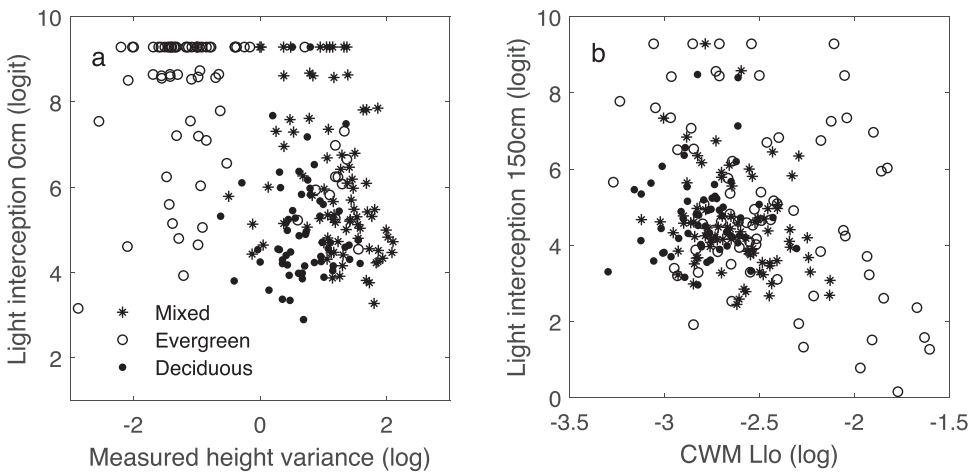 a
Light interception 0cm (logit)
10
8
6
4
2
Mixed
Evergreen
Deciduous
-2
0
2
Measured height variance (log)
b
Light interception 150cm (logit)
10
8
6
4
2
0
-3.5
-3
-2.5
-2
-1.5
CWM Llo (log)